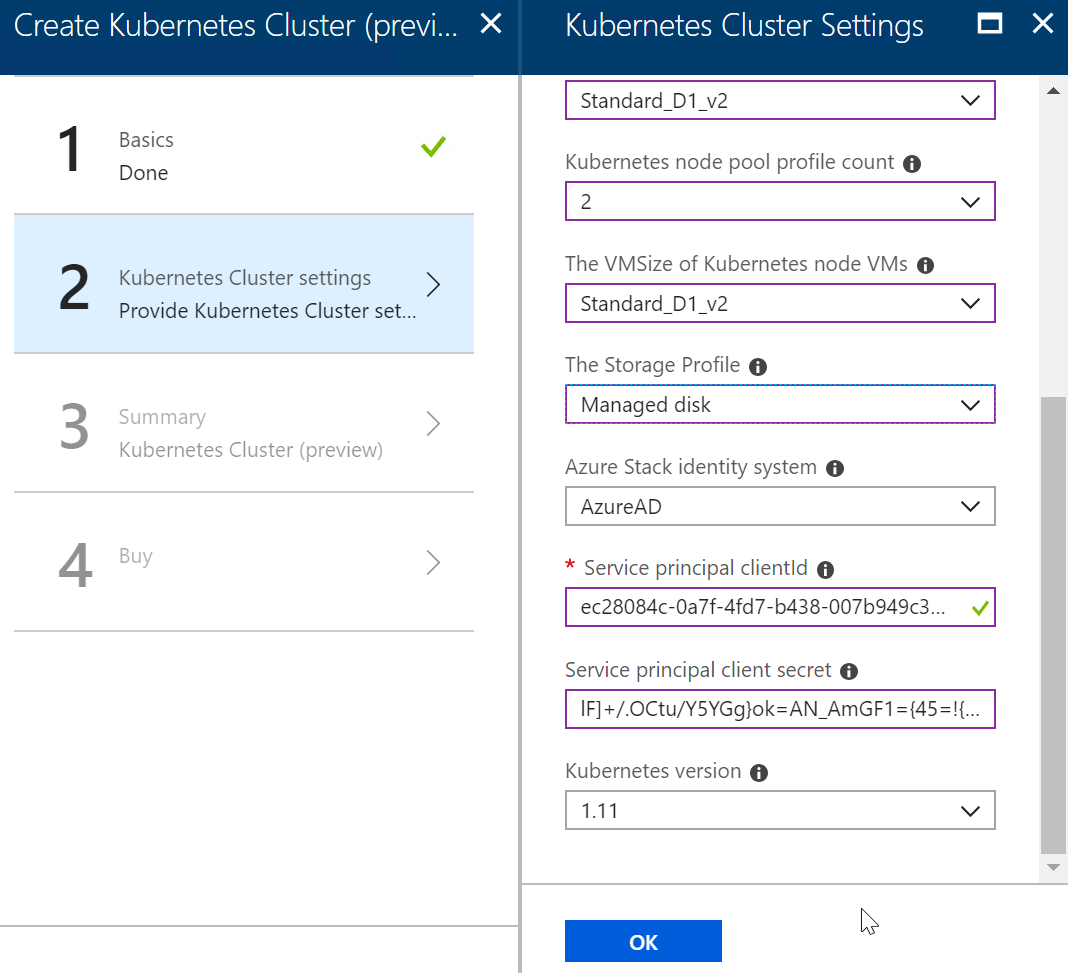 Create Kubernetes Cluster (previ...
1
Basics
Done
2
Kubernetes Cluster settings
Provide Kubernetes Cluster set...
3
Summary
Kubernetes Cluster (preview)
4
Buy
Kubernetes Cluster Settings
Standard_D1_v2
Kubernetes node pool profile count
2
The VMSize of Kubernetes node VMs
Standard_D1_v2
The Storage Profile
Managed disk
Azure Stack identity system
AzureAD
* Service principal clientId
ec28084c-0a7f-4fd7-b438-007b949c3...
Service principal client secret
lF]+/.OCtu/Y5YGg}ok=AN_AmGF1={45=!{...
Kubernetes version
1.11
OK